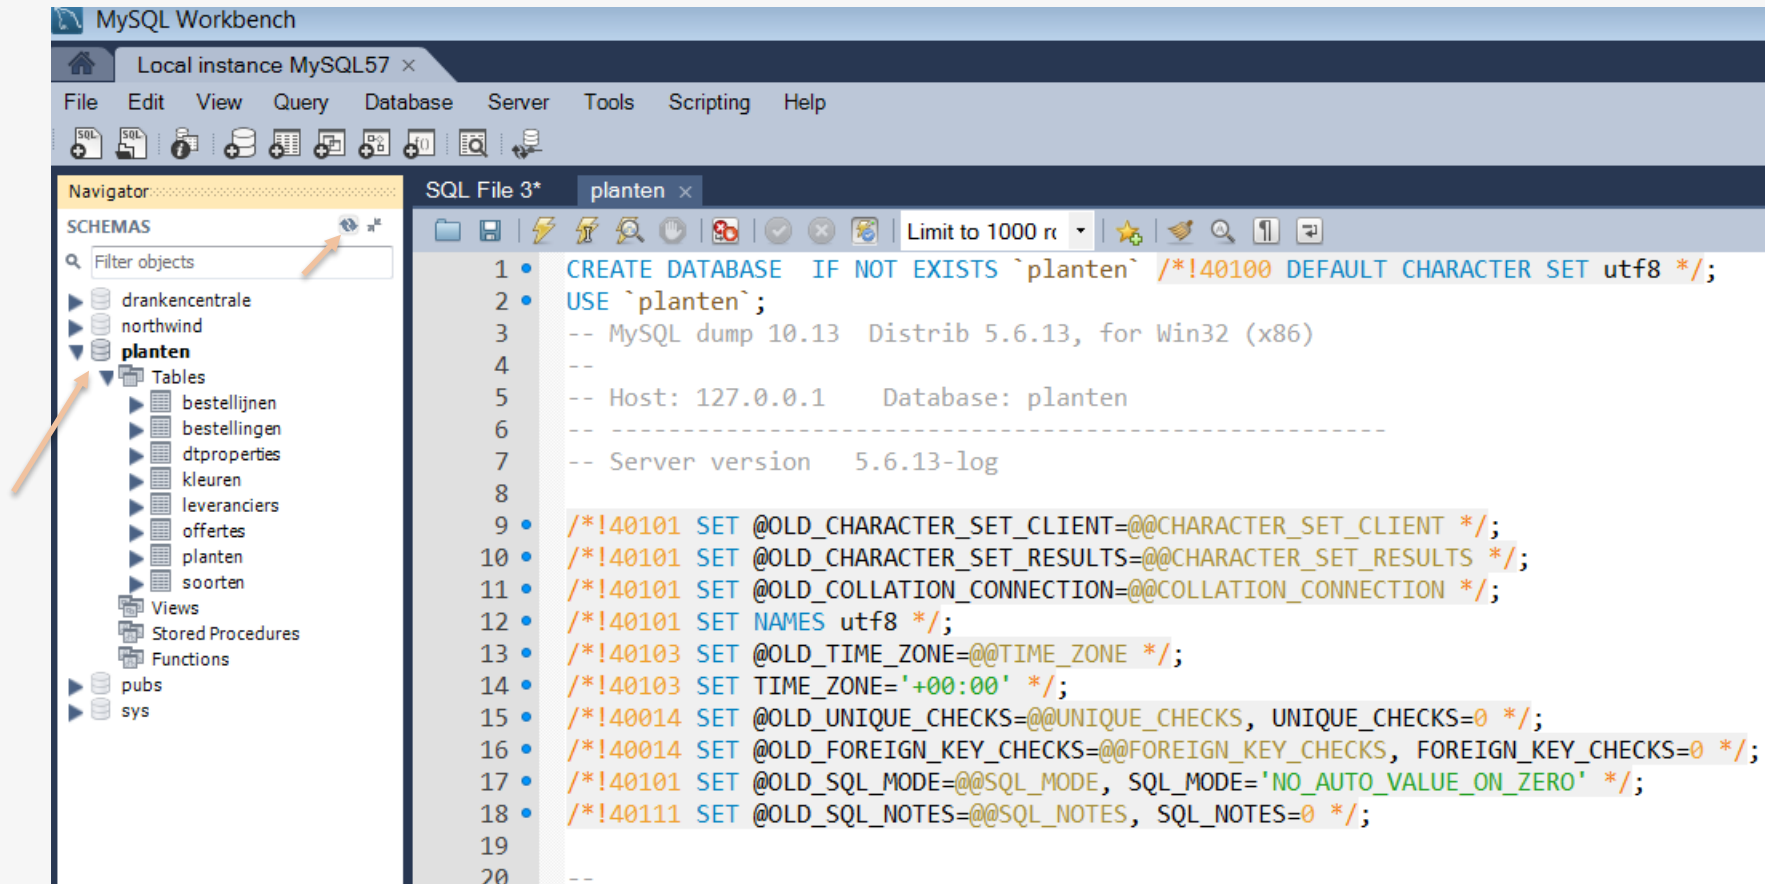 MySQL Workbench
Local instance MySQL57 ×
File Edit View Query Database Server Tools Scripting Help
SQL SQL
Navigator
SCHEMAS
Filter objects
drankencentrale
northwind
planten
Tables
bestellijnen
bestellingen
dtproperties
kleuren
leveranciers
offertes
planten
soorten
Views
Stored Procedures
Functions
pubs
sys
SQL File 3* planten ×
Limit to 1000 ro
1 CREATE DATABASE  IF NOT EXISTS `planten` /*!40100 DEFAULT CHARACTER SET utf8 */;
2 USE `planten`;
3 -- MySQL dump 10.13  Distrib 5.6.13, for Win32 (x86)
4 --
5 -- Host: 127.0.0.1    Database: planten
6 -- ------------------------------------------------------
7 -- Server version   5.6.13-log
8
9 /*!40101 SET @OLD_CHARACTER_SET_CLIENT=@@CHARACTER_SET_CLIENT */;
10 /*!40101 SET @OLD_CHARACTER_SET_RESULTS=@@CHARACTER_SET_RESULTS */;
11 /*!40101 SET @OLD_COLLATION_CONNECTION=@@COLLATION_CONNECTION */;
12 /*!40101 SET NAMES utf8 */;
13 /*!40103 SET @OLD_TIME_ZONE=@@TIME_ZONE */;
14 /*!40103 SET TIME_ZONE='+00:00' */;
15 /*!40014 SET @OLD_UNIQUE_CHECKS=@@UNIQUE_CHECKS, UNIQUE_CHECKS=0 */;
16 /*!40014 SET @OLD_FOREIGN_KEY_CHECKS=@@FOREIGN_KEY_CHECKS, FOREIGN_KEY_CHECKS=0 */;
17 /*!40101 SET @OLD_SQL_MODE=@@SQL_MODE, SQL_MODE='NO_AUTO_VALUE_ON_ZERO' */;
18 /*!40111 SET @OLD_SQL_NOTES=@@SQL_NOTES, SQL_NOTES=0 */;
19
20 --